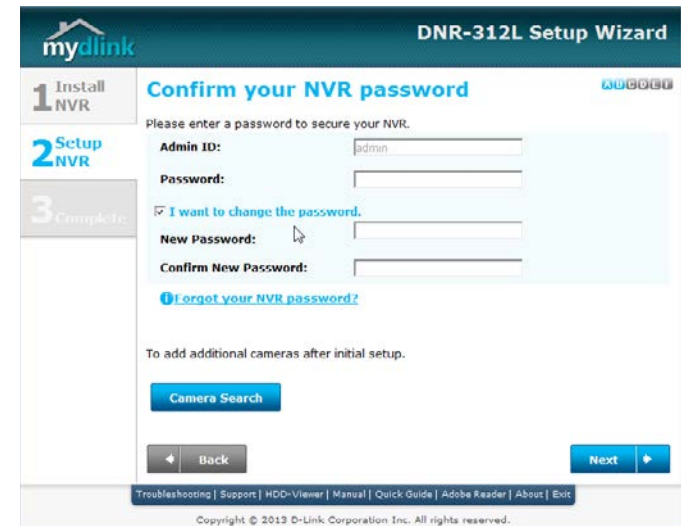 mydlink
DNR-312L Setup Wizard
1 Install NVR
2 Setup NVR
3 Complete
Confirm your NVR password
Please enter a password to secure your NVR.
Admin ID: admin
Password:
I want to change the password.
New Password:
Confirm New Password:
Forgot your NVR password?
To add additional cameras after initial setup.
Camera Search
Back
Next
Troubleshooting | Support | HDD-Viewer | Manual | Quick Guide | Adobe Reader | About | Exit
Copyright © 2013 D-Link Corporation Inc. All rights reserved.